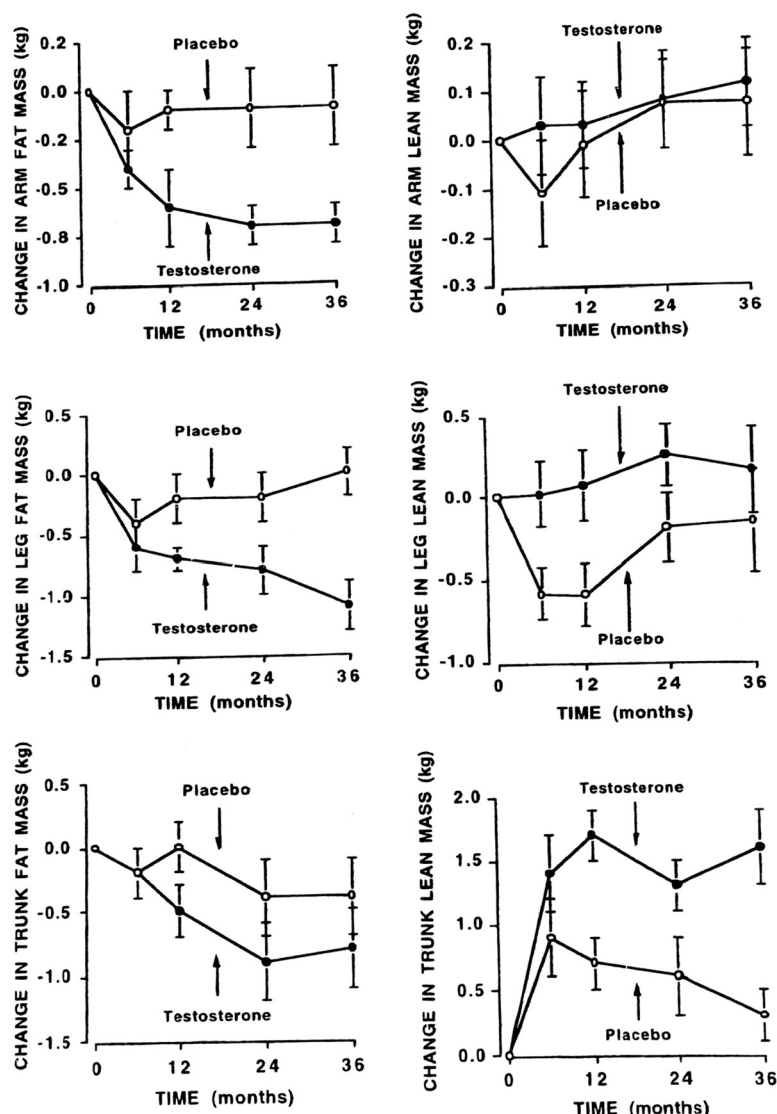 CHANGE IN ARM FAT MASS (kg)
0.2
0.0
-0.2
-0.5
-0.8
-1.0
Placebo
Testosterone
0 12 24 36
TIME (months)
CHANGE IN ARM LEAN MASS (kg)
0.2
0.1
0.0
-0.1
-0.2
-0.3
Testosterone
Placebo
0 12 24 36
TIME (months)
CHANGE IN LEG FAT MASS (kg)
0.5
0.0
-0.5
-1.0
-1.5
Placebo
Testosterone
0 12 24 36
TIME (months)
CHANGE IN LEG LEAN MASS (kg)
0.5
0.0
-0.5
-1.0
Testosterone
Placebo
0 12 24 36
TIME (months)
CHANGE IN TRUNK FAT MASS (kg)
0.5
0.0
-0.5
-1.0
-1.5
Placebo
Testosterone
0 12 24 36
TIME (months)
CHANGE IN TRUNK LEAN MASS (kg)
2.0
1.5
1.0
0.5
0.0
Testosterone
Placebo
0 12 24 36
TIME (months)